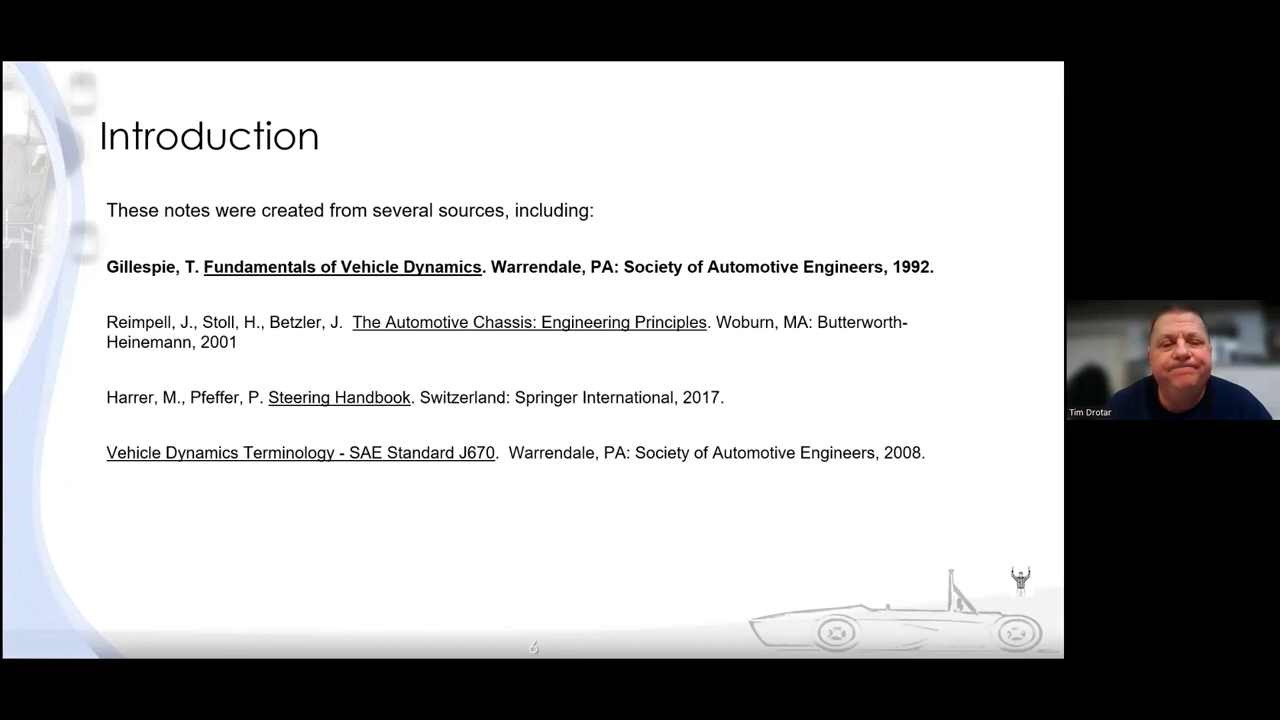 Introduction
These notes were created from several sources, including:
Gillespie, T. Fundamentals of Vehicle Dynamics. Warrendale, PA: Society of Automotive Engineers, 1992.
Reimpell, J., Stoll, H., Betzler, J.  The Automotive Chassis: Engineering Principles. Woburn, MA: Butterworth-
Heinemann, 2001
Harrer, M., Pfeffer, P. Steering Handbook. Switzerland: Springer International, 2017.
Vehicle Dynamics Terminology - SAE Standard J670.  Warrendale, PA: Society of Automotive Engineers, 2008.
6
Tim Drotar